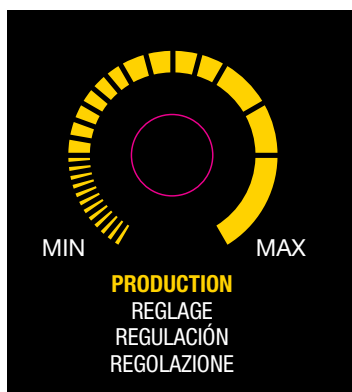 MIN MAX
PRODUCTION
REGLAGE
REGULACIÓN
REGOLAZIONE